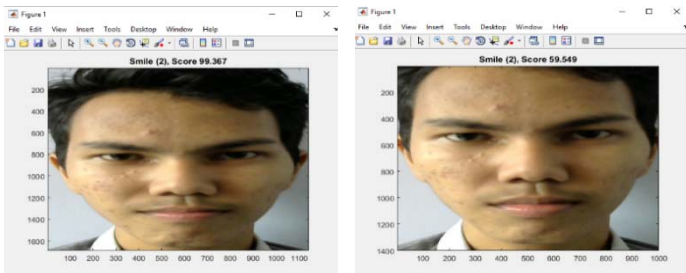 Figure 1
File Edit View Insert Tools Desktop Window Help
Smile (2), Score 99.367
200
400
600
800
1000
1200
1400
1600
100 200 300 400 500 600 700 800 900 1000 1100
Figure 1
File Edit View Insert Tools Desktop Window Help
Smile (2), Score 59.549
200
400
600
800
1000
1200
1400
100 200 300 400 500 600 700 800 900 1000